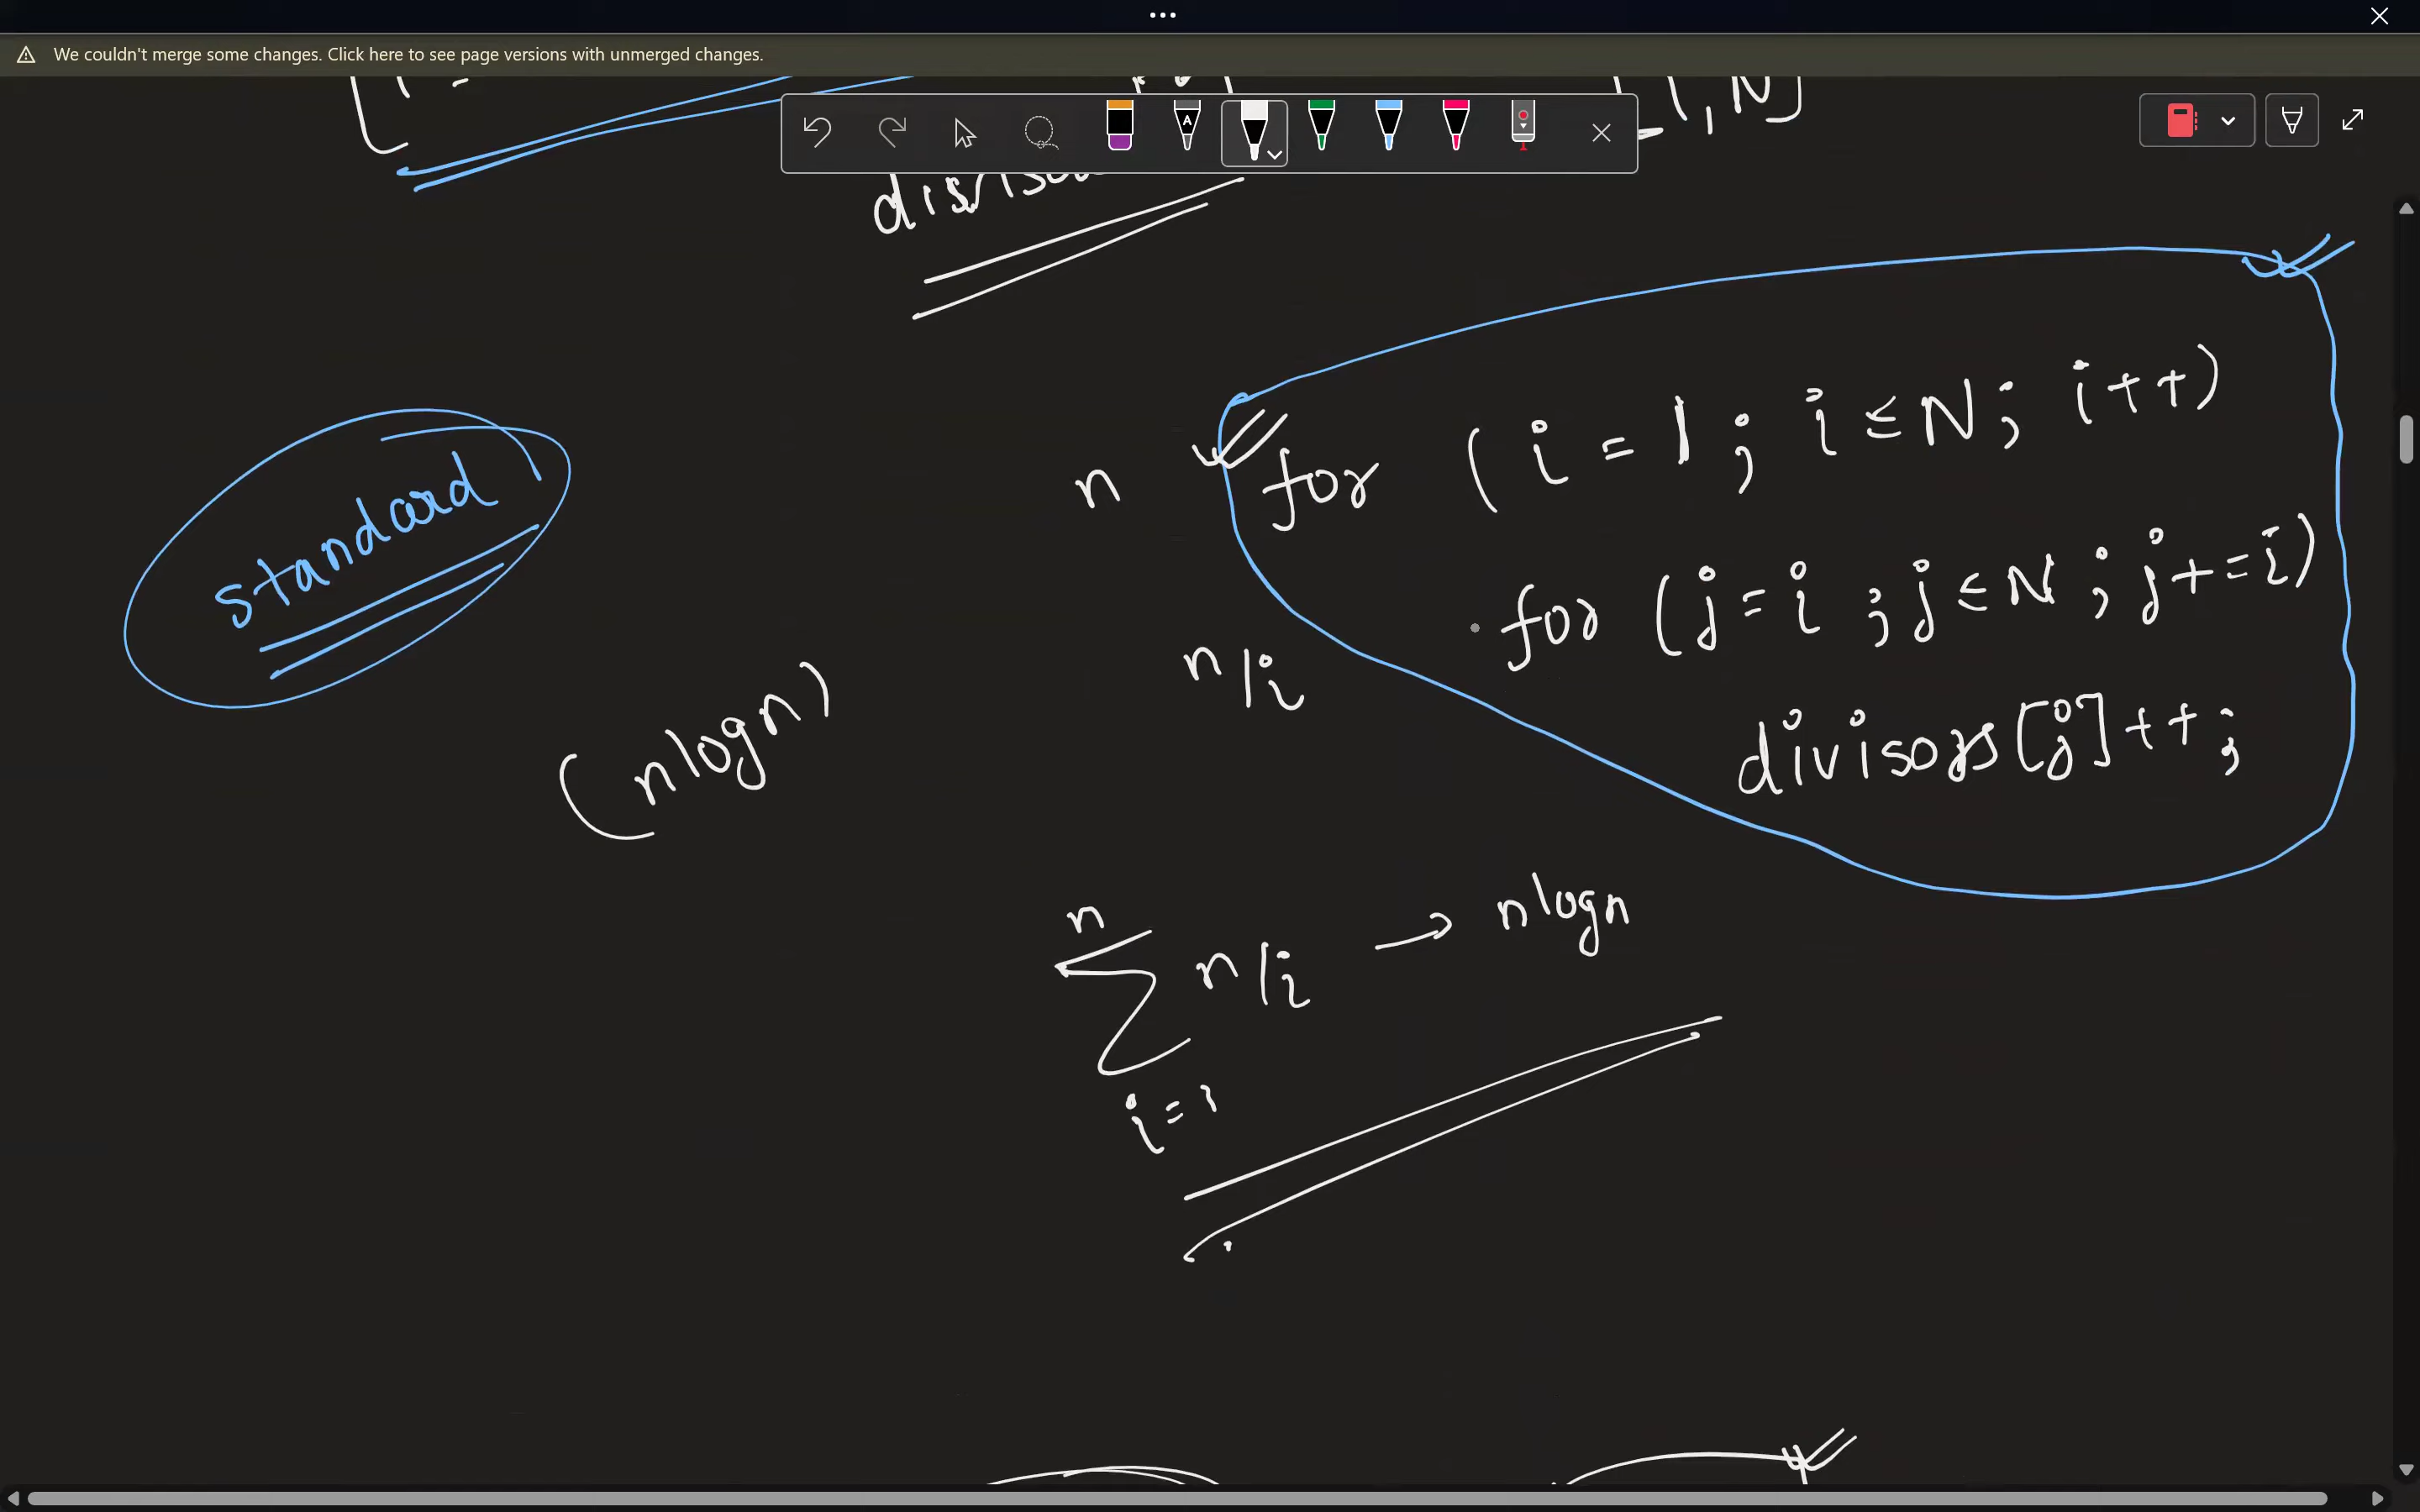 We couldn't merge some changes. Click here to see page versions with unmerged changes.
, N]
A
for ( i = 1 ; i ≤ N ; i++)
n
standard
for ( j = i ; j ≤ N ; j += i)
n/i
(nlogn)
divisors[j]++ ;
n
∑ n/i → nlogn
i=1